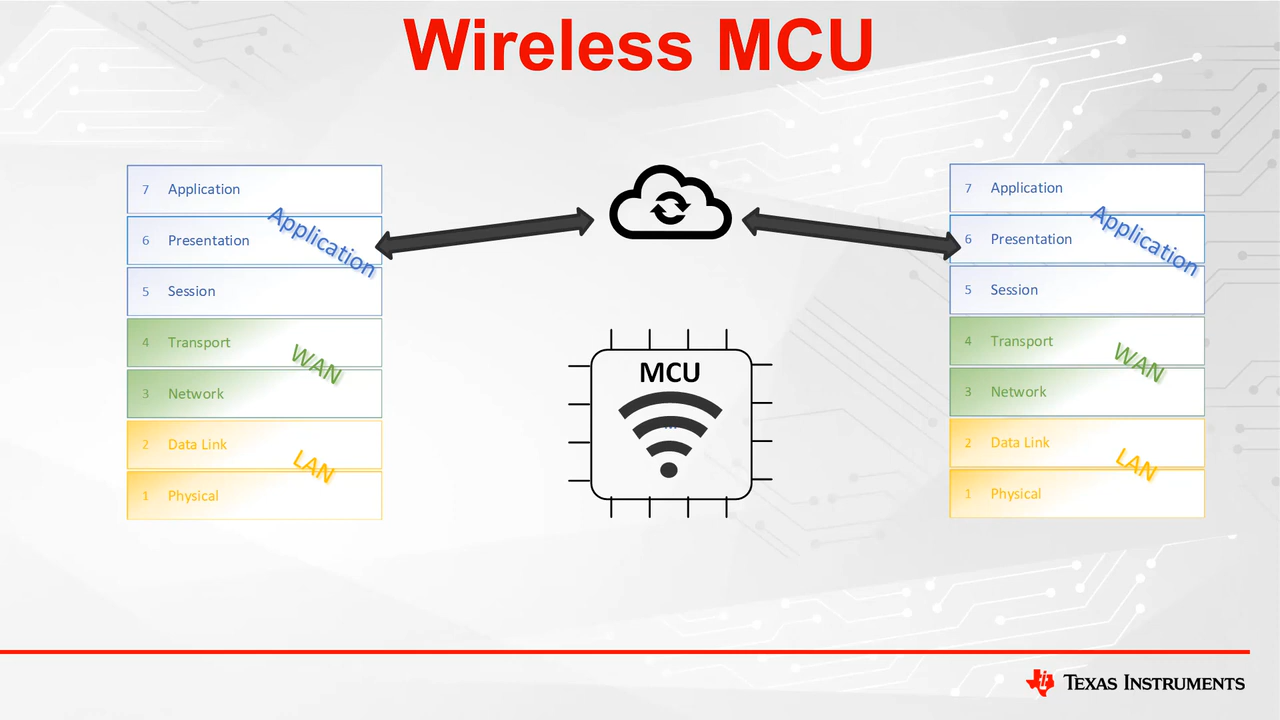 Wireless MCU
7 Application
6 Presentation
5 Session
4 Transport
3 Network
2 Data Link
1 Physical
Application
WAN
LAN
MCU
...
7 Application
6 Presentation
5 Session
4 Transport
3 Network
2 Data Link
1 Physical
Application
WAN
LAN
TEXAS INSTRUMENTS